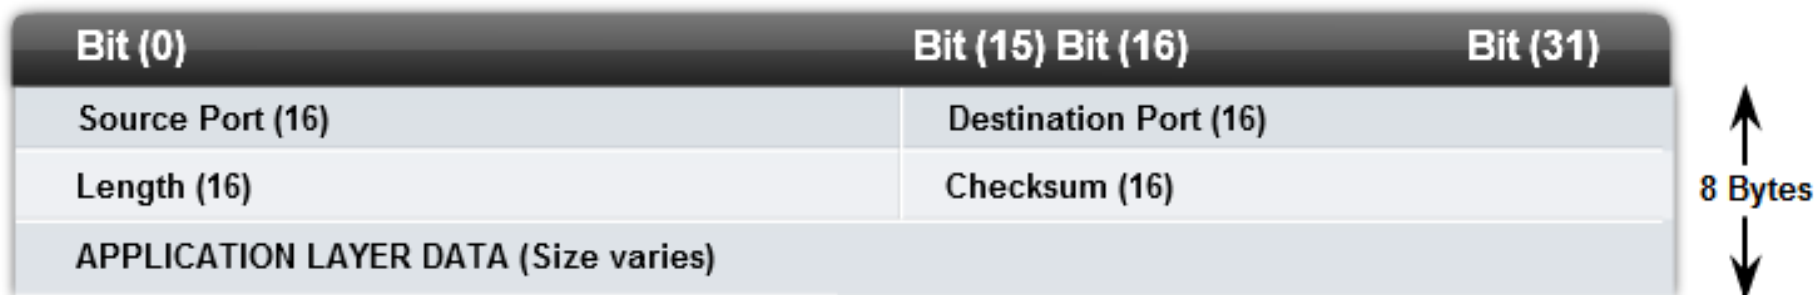 Bit (0) Bit (15) Bit (16) Bit (31)
Source Port (16) Destination Port (16)
Length (16) Checksum (16)
8 Bytes
APPLICATION LAYER DATA (Size varies)